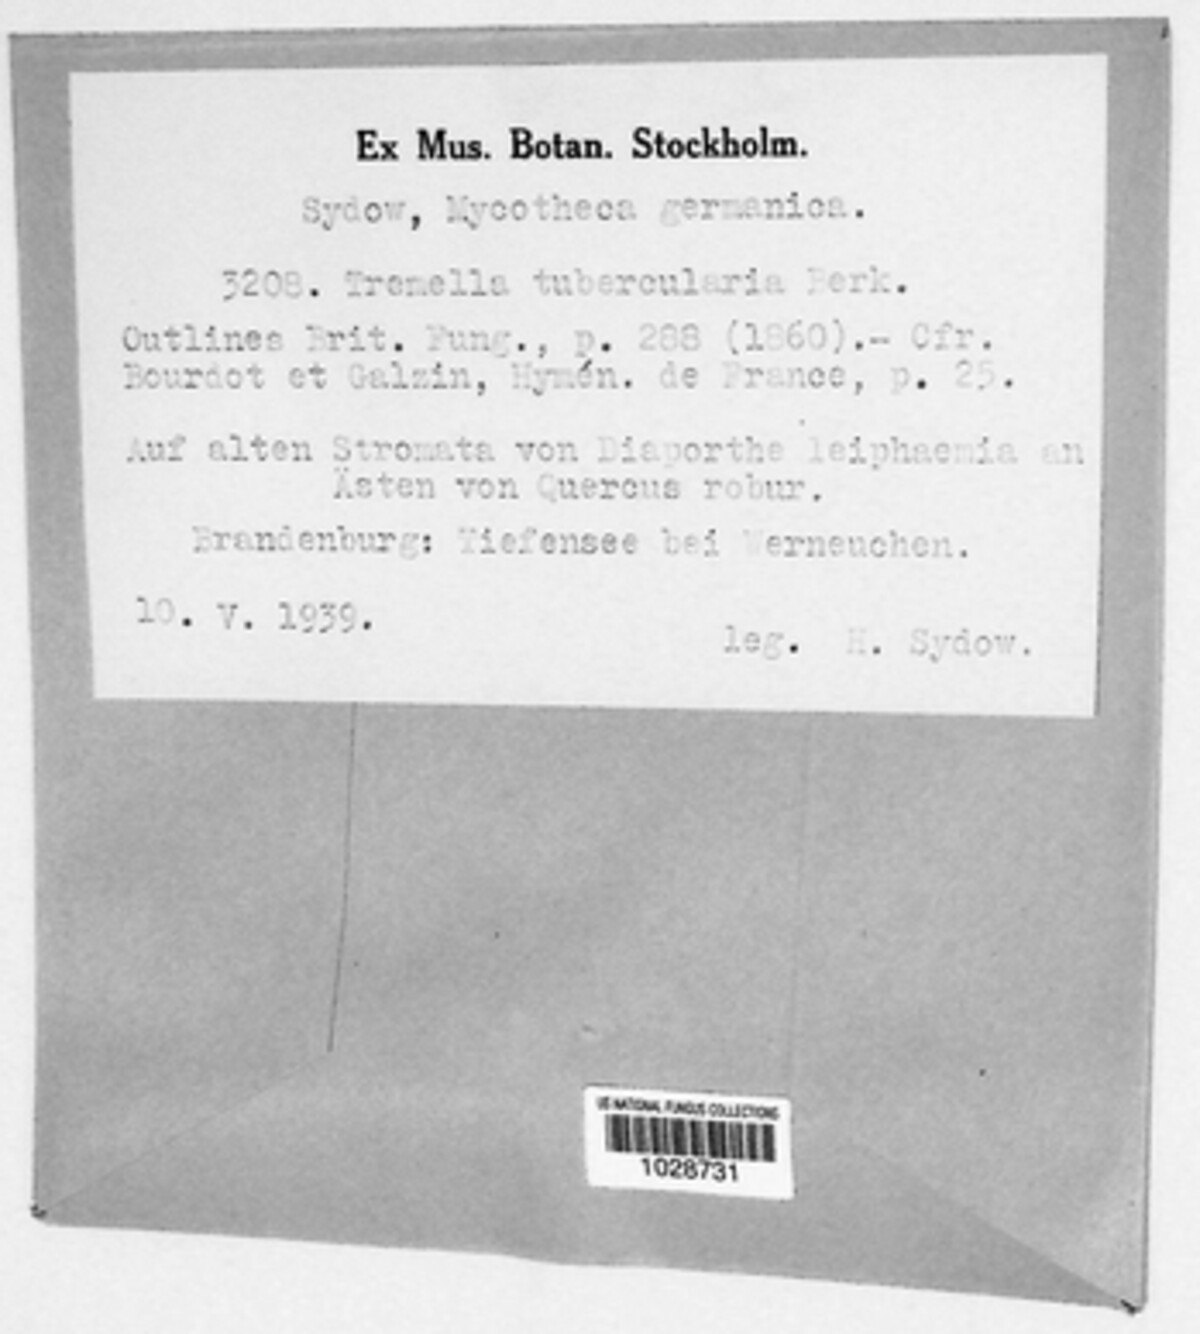 Ex Mus. Botan. Stockholm.
Sydow, Mycotheca germanica.
3208. Tremella tubercularia Berk.
Outlines Brit. Fung., p. 288 (1860).- Cfr.
Bourdot et Galzin, Hymén. de France, p. 25.
Auf alten Stromata von Diaporthe leiphaemia an
Ästen von Quercus robur.
Brandenburg: Tiefensee bei Werneuchen.
10. V. 1939.
leg. H. Sydow.
US NATIONAL FUNGUS COLLECTIONS
1028731